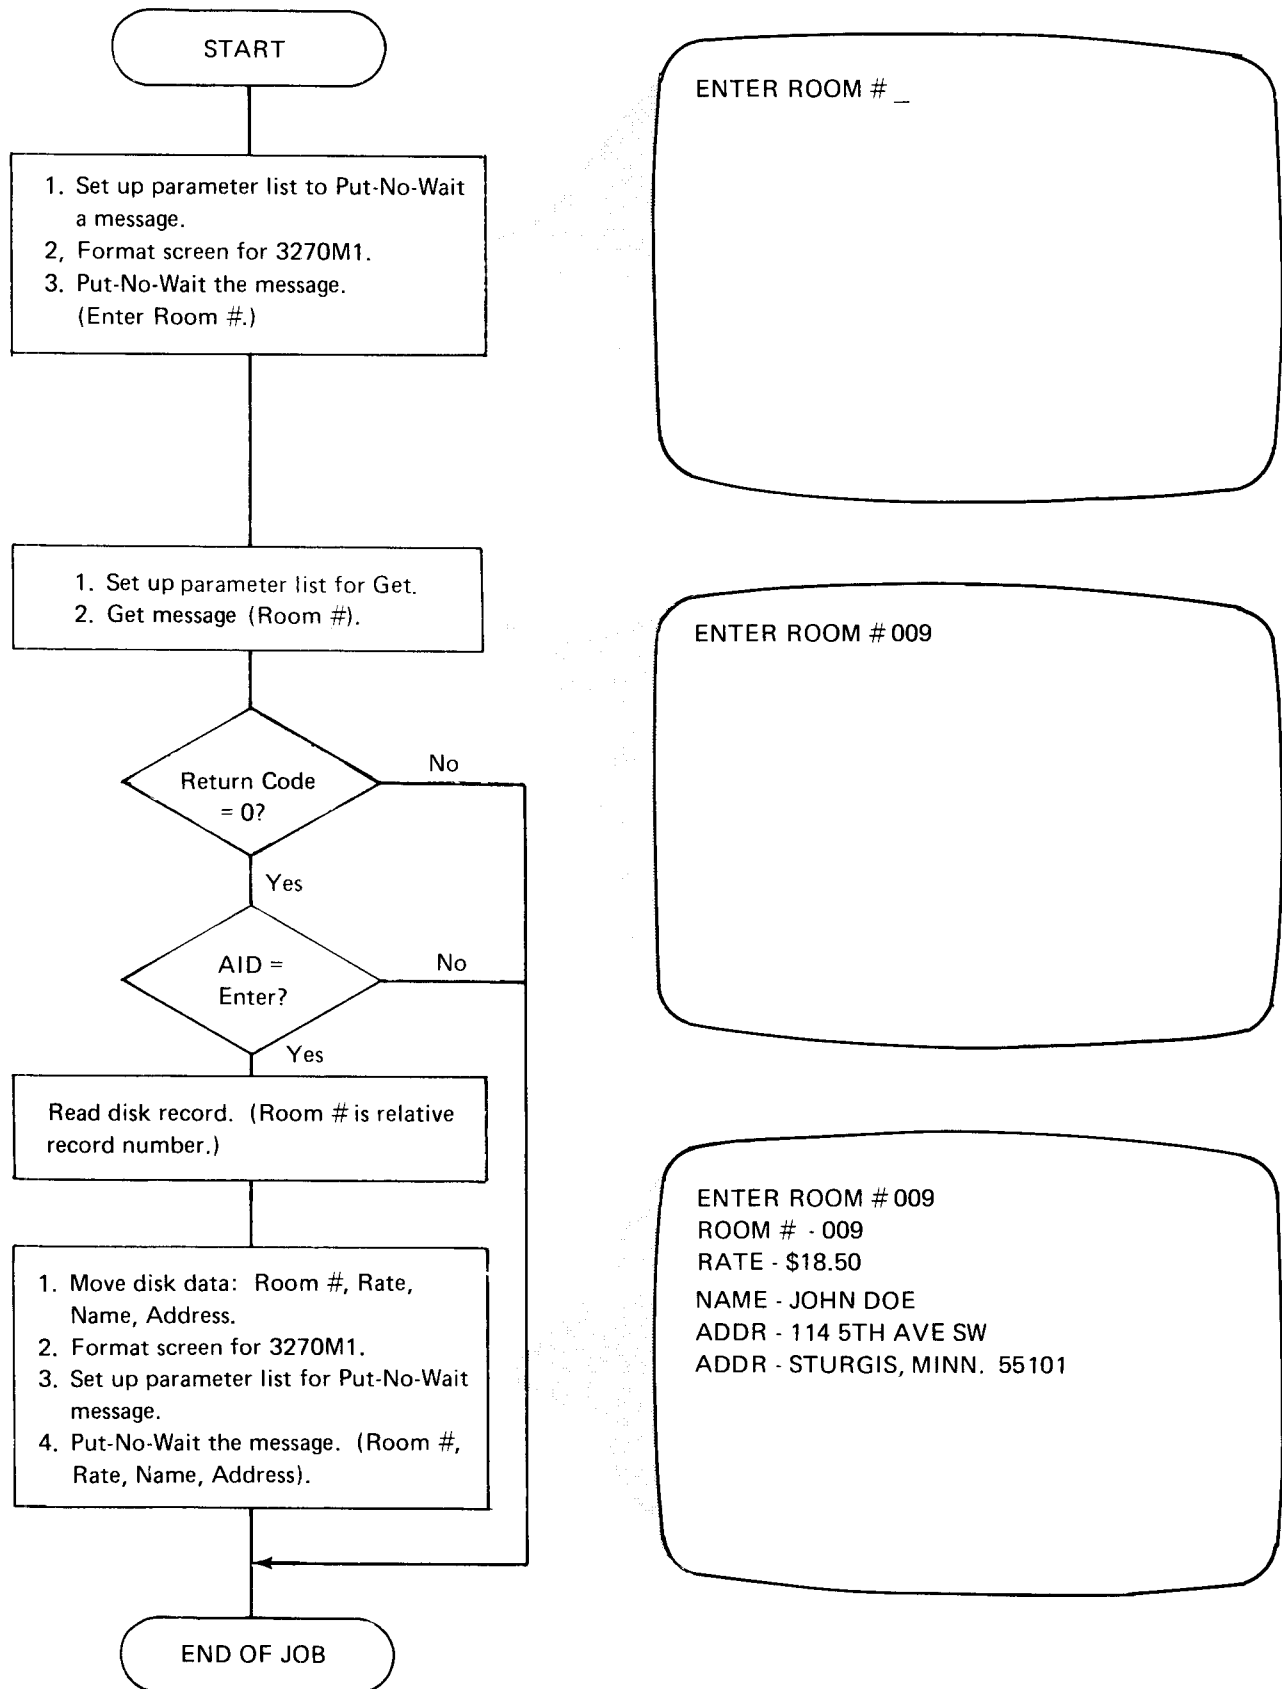 START
1. Set up parameter list to Put-No-Wait
a message.
2, Format screen for 3270M1.
3. Put-No-Wait the message.
(Enter Room #.)
ENTER ROOM # _
1. Set up parameter list for Get.
2. Get message (Room #).
ENTER ROOM # 009
Return Code
= 0?
No
Yes
AID =
Enter?
No
Yes
Read disk record. (Room # is relative
record number.)
1. Move disk data: Room #, Rate,
Name, Address.
2. Format screen for 3270M1.
3. Set up parameter list for Put-No-Wait
message.
4. Put-No-Wait the message. (Room #,
Rate, Name, Address).
ENTER ROOM # 009
ROOM # - 009
RATE - $18.50
NAME - JOHN DOE
ADDR - 114 5TH AVE SW
ADDR - STURGIS, MINN. 55101
END OF JOB